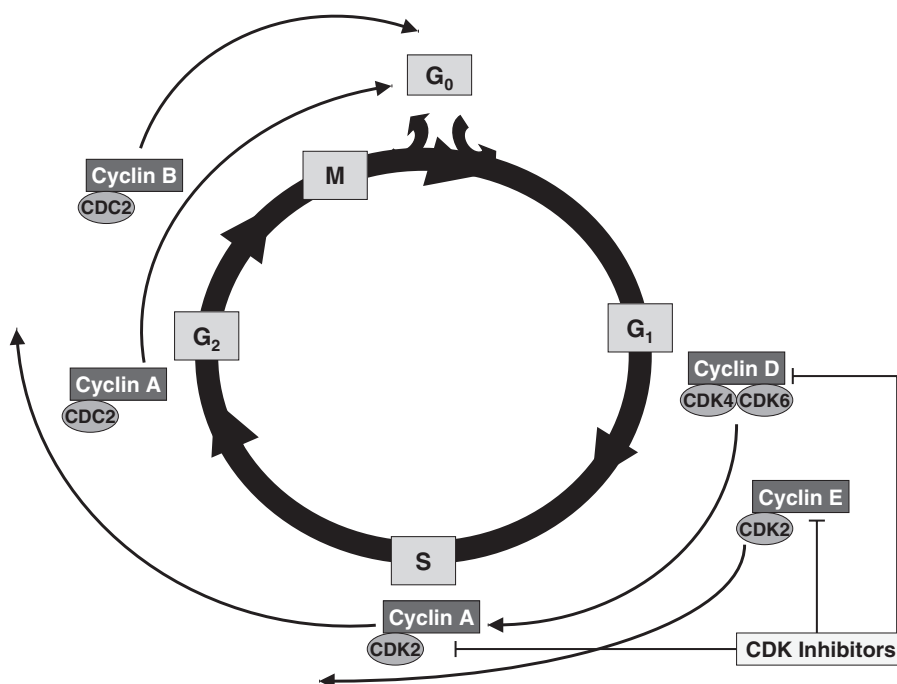 G₀
M
Cyclin B
CDC2
G₂
G₁
Cyclin D
CDK4 CDK6
Cyclin A
CDC2
Cyclin E
CDK2
S
Cyclin A
CDK2
CDK Inhibitors